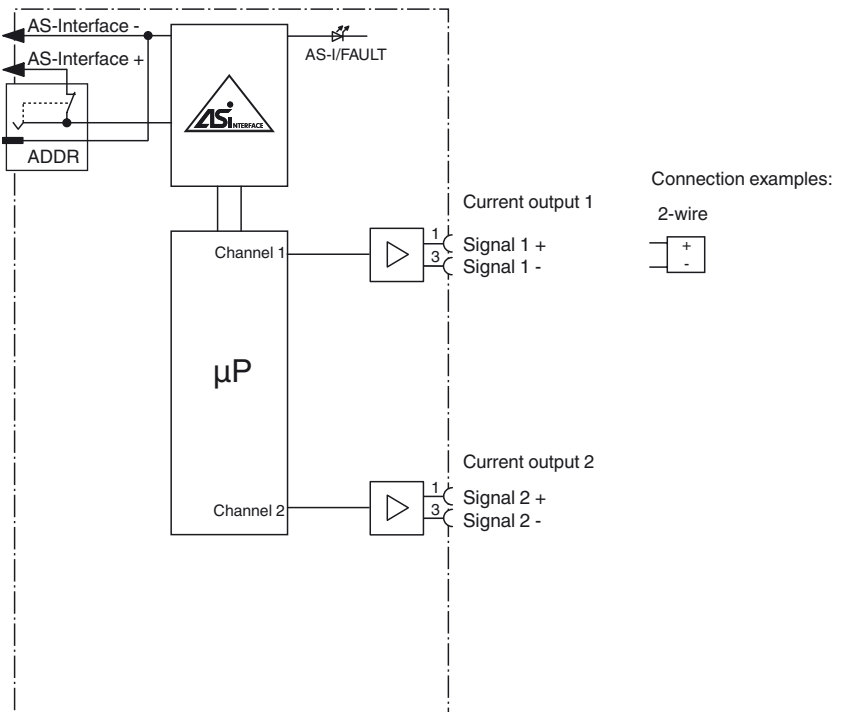 AS-Interface -
AS-Interface +
AS-I/FAULT
ASi INTERFACE
ADDR
Connection examples:
Current output 1
2-wire
Channel 1
1
Signal 1 +
+
3
Signal 1 -
-
µP
Current output 2
1
Signal 2 +
Channel 2
3
Signal 2 -